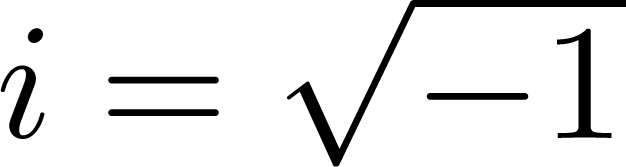 i = √−1